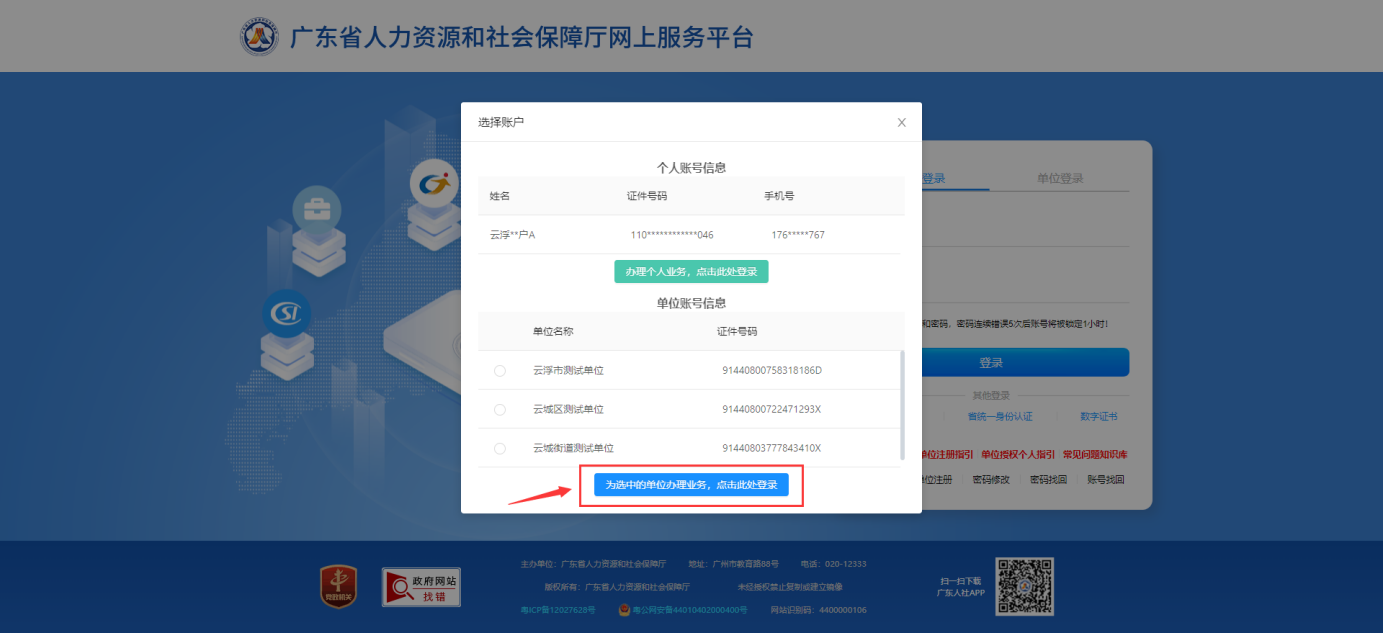 广东省人力资源和社会保障厅网上服务平台
选择账户
个人账号信息
姓名 证件号码 手机号
云浮**户A 110************046 176*****767
办理个人业务，点击此处登录
单位账号信息
单位名称 证件号码
云浮市测试单位 91440800758318186D
云城区测试单位 91440800722471293X
云城街道测试单位 91440803777843410X
为选中的单位办理业务，点击此处登录
登录 单位登录
和密码，密码连续错误5次后账号将被锁定1小时！
登录
其他登录
省统一身份认证 数字证书
单位注册指引 单位授权个人指引 常见问题知识库
单位注册 密码修改 密码找回 账号找回
党政机关
政府网站
找错
主办单位：广东省人力资源和社会保障厅 地址：广州市教育路88号 电话：020-12333
版权所有：广东省人力资源和社会保障厅 未经授权禁止复制或建立镜像
粤ICP备12027628号 粤公网安备44010402000400号 网站识别码：4400000106
扫一扫下载
广东人社APP